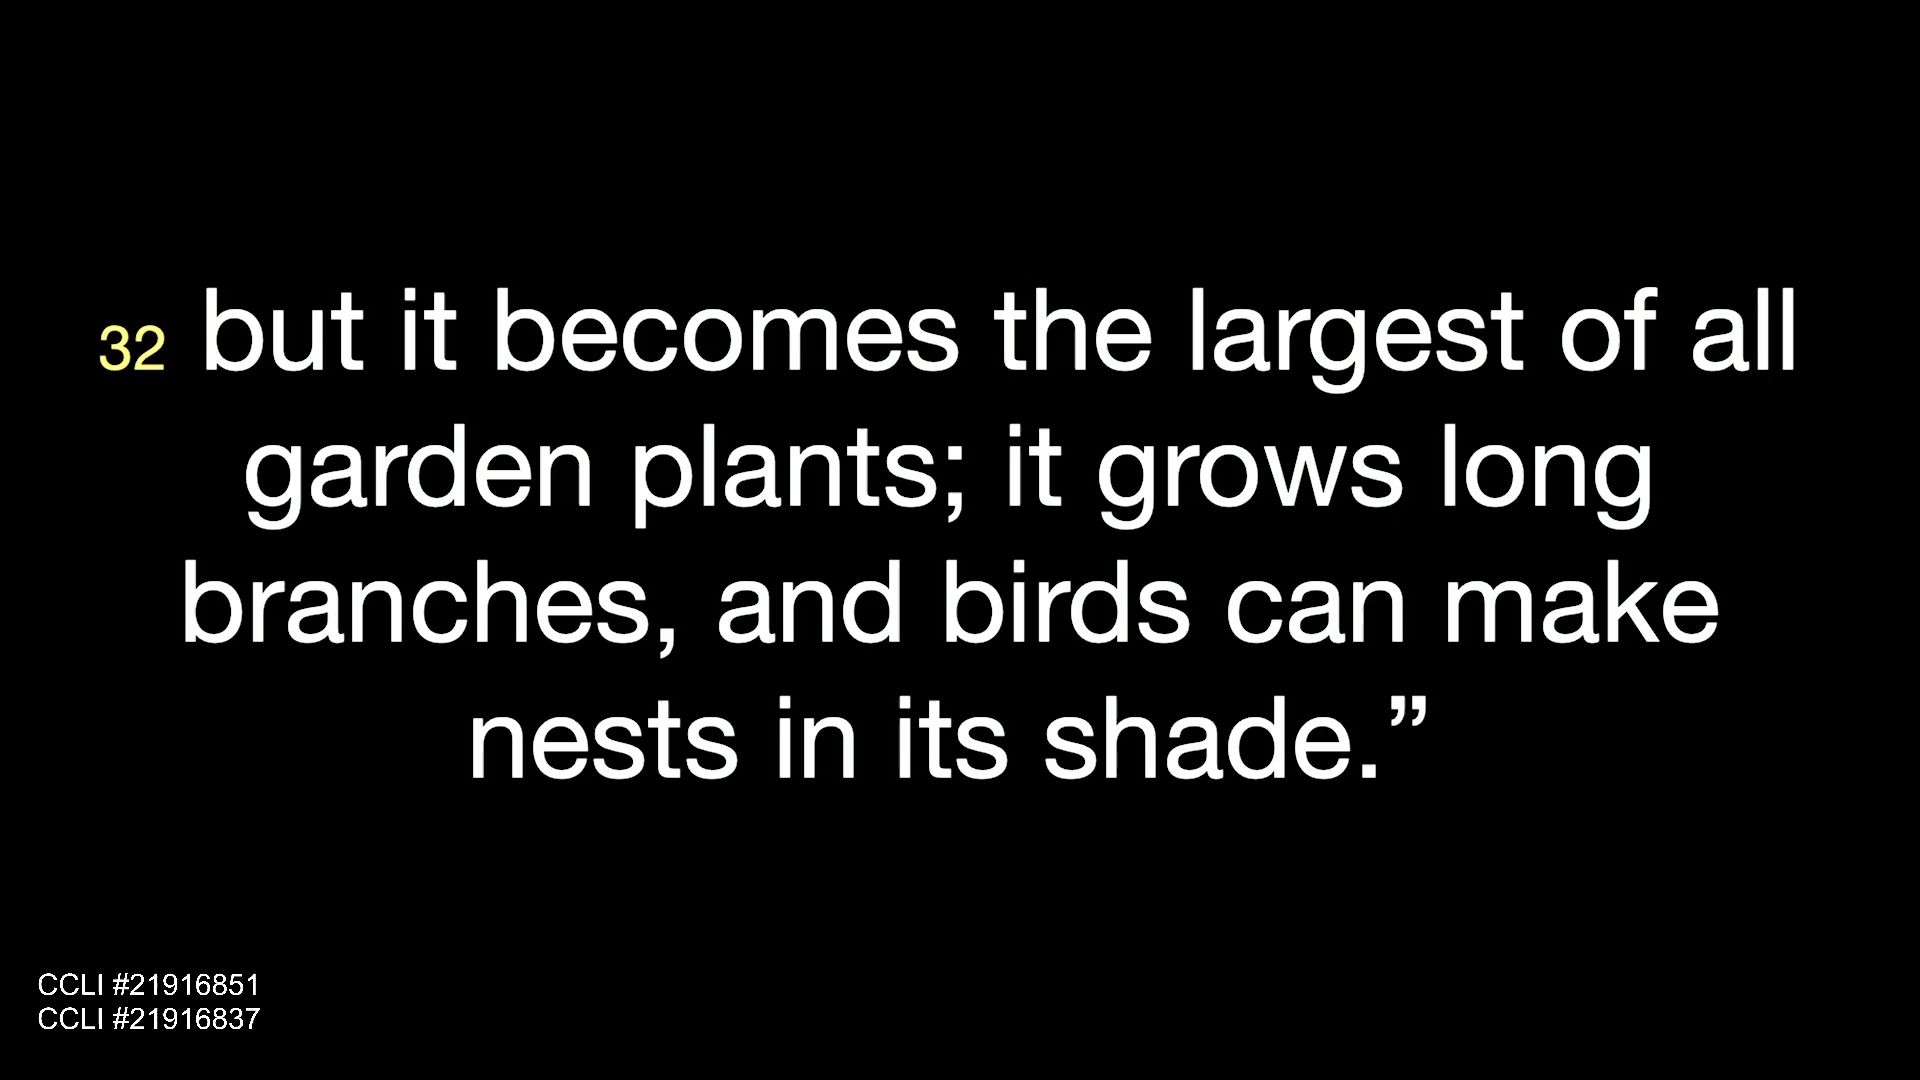 32 but it becomes the largest of all
garden plants; it grows long
branches, and birds can make
nests in its shade.”
CCLI #21916851
CCLI #21916837